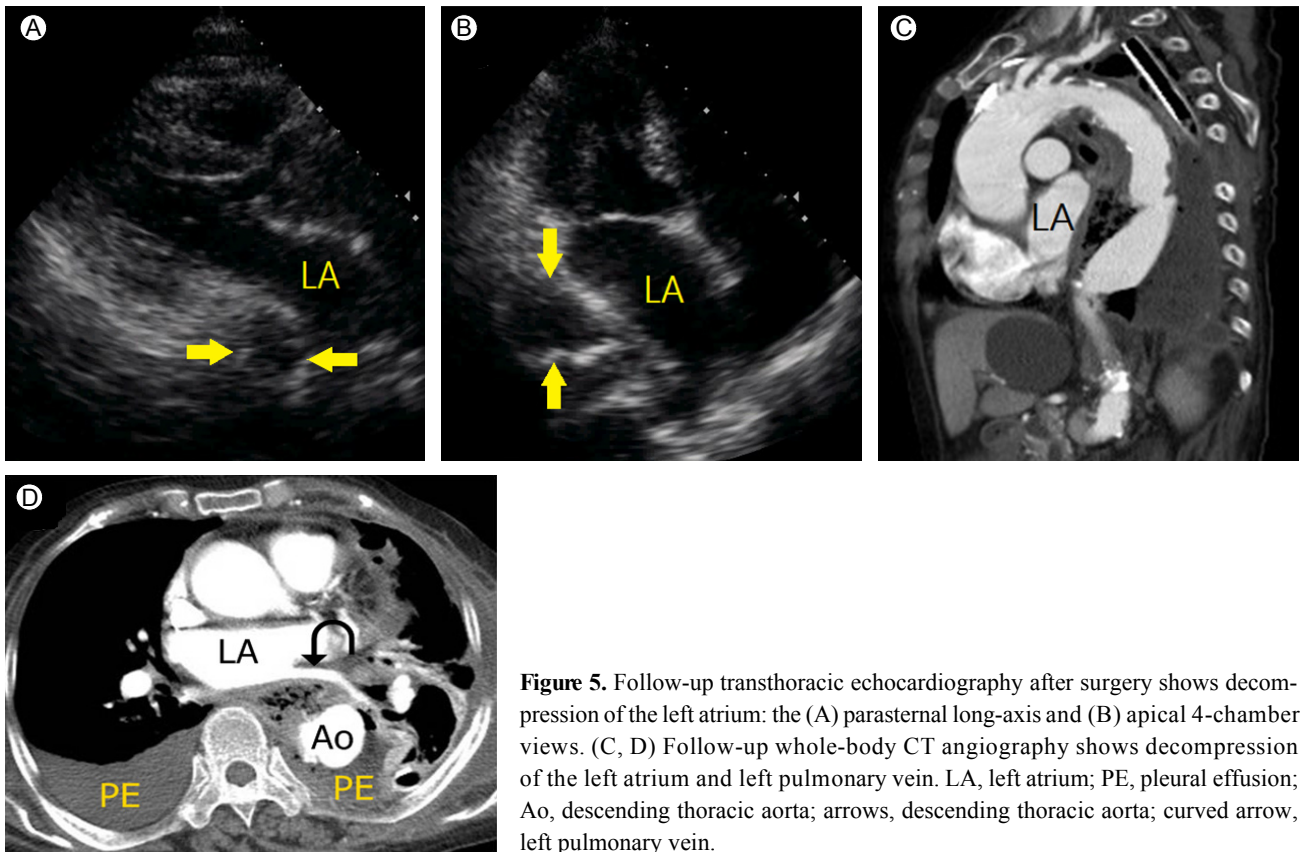 A
LA
B
LA
C
LA
D
LA
Ao
PE
PE
Figure 5. Follow-up transthoracic echocardiography after surgery shows decom-
pression of the left atrium: the (A) parasternal long-axis and (B) apical 4-chamber
views. (C, D) Follow-up whole-body CT angiography shows decompression
of the left atrium and left pulmonary vein. LA, left atrium; PE, pleural effusion;
Ao, descending thoracic aorta; arrows, descending thoracic aorta; curved arrow,
left pulmonary vein.